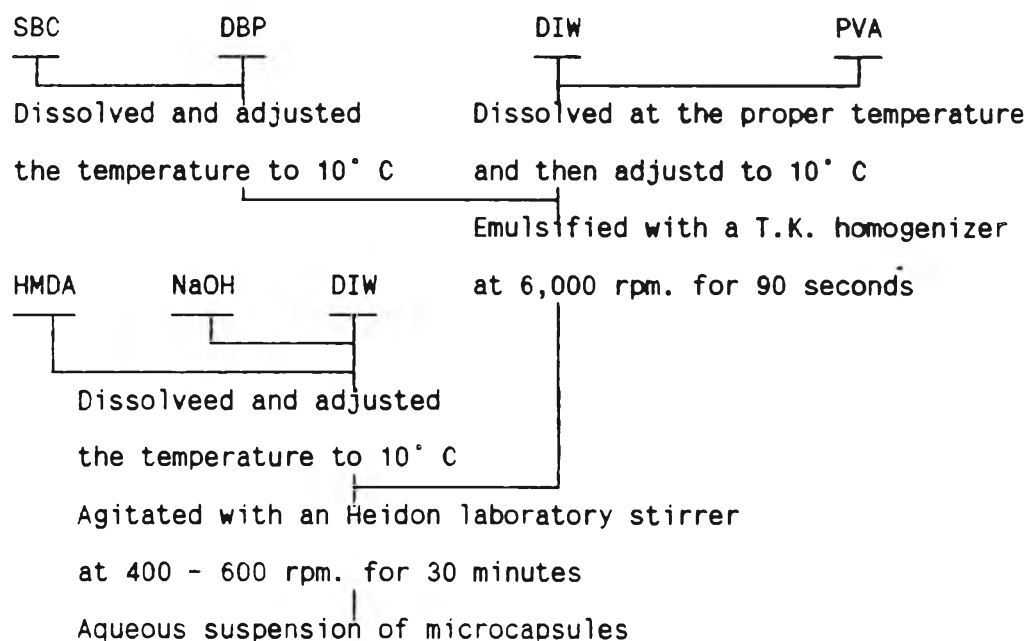 SBC DBP DIW PVA
Dissolved and adjusted
the temperature to 10° C
Dissolved at the proper temperature
and then adjustd to 10° C
Emulsified with a T.K. homogenizer
at 6,000 rpm. for 90 seconds
HMDA NaOH DIW
Dissolveed and adjusted
the temperature to 10° C
Agitated with an Heidon laboratory stirrer
at 400 - 600 rpm. for 30 minutes
Aqueous suspension of microcapsules